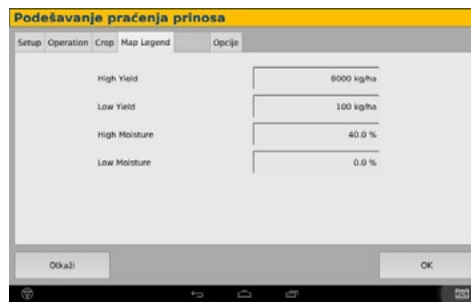 Podešavanje praćenja prinosa
Setup Operation Crop Map Legend Opcije
High Yield 8000 kg/ha
Low Yield 100 kg/ha
High Moisture 40.0 %
Low Moisture 0.0 %
Otkaži OK